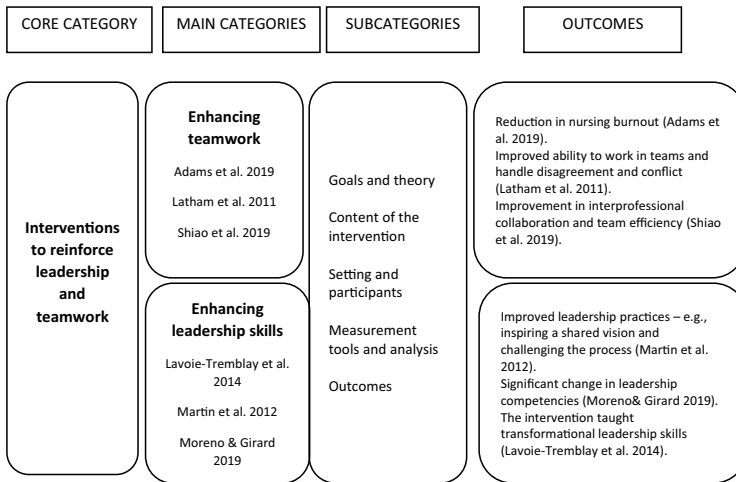 CORE CATEGORY
MAIN CATEGORIES
SUBCATEGORIES
OUTCOMES
Interventions
to reinforce
leadership
and
teamwork
Enhancing
teamwork
Adams et al. 2019
Latham et al. 2011
Shiao et al. 2019
Enhancing
leadership skills
Lavoie-Tremblay et al.
2014
Martin et al. 2012
Moreno & Girard
2019
Goals and theory
Content of the
intervention
Setting and
participants
Measurement
tools and analysis
Outcomes
Reduction in nursing burnout (Adams et
al. 2019).
Improved ability to work in teams and
handle disagreement and conflict
(Latham et al. 2011).
Improvement in interprofessional
collaboration and team efficiency (Shiao
et al. 2019).
Improved leadership practices – e.g.,
inspiring a shared vision and
challenging the process (Martin et al.
2012).
Significant change in leadership
competencies (Moreno& Girard 2019).
The intervention taught
transformational leadership skills
(Lavoie-Tremblay et al. 2014).